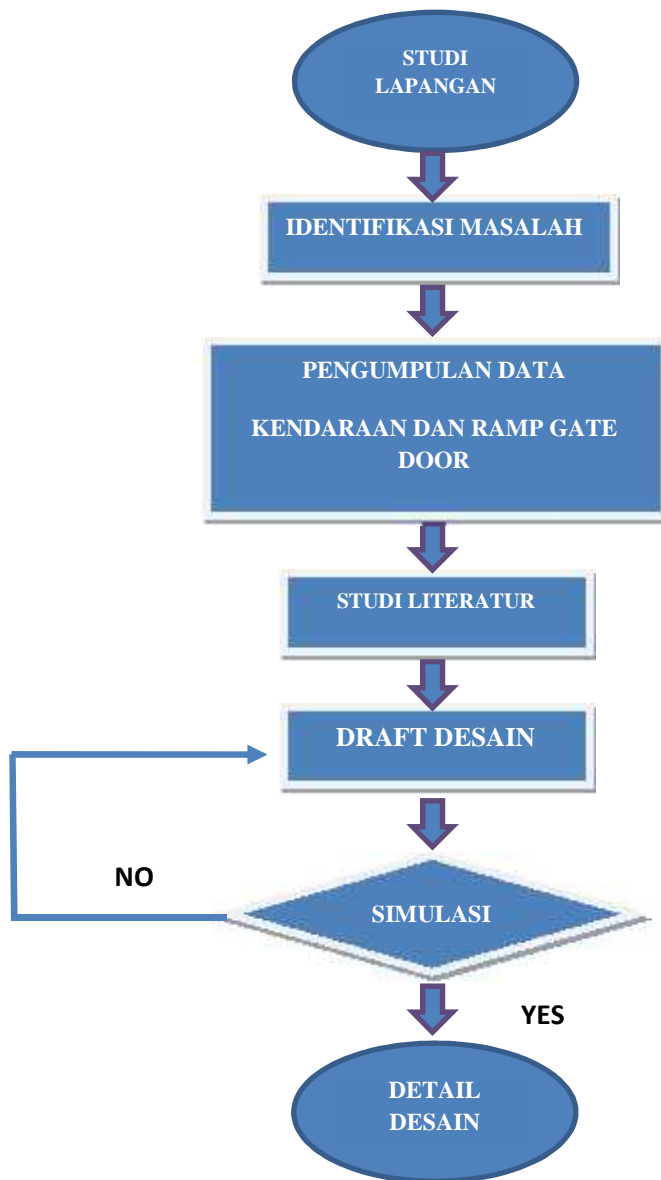 STUDI
LAPANGAN
IDENTIFIKASI MASALAH
PENGUMPULAN DATA
KENDARAAN DAN RAMP GATE
DOOR
STUDI LITERATUR
DRAFT DESAIN
NO
SIMULASI
YES
DETAIL
DESAIN